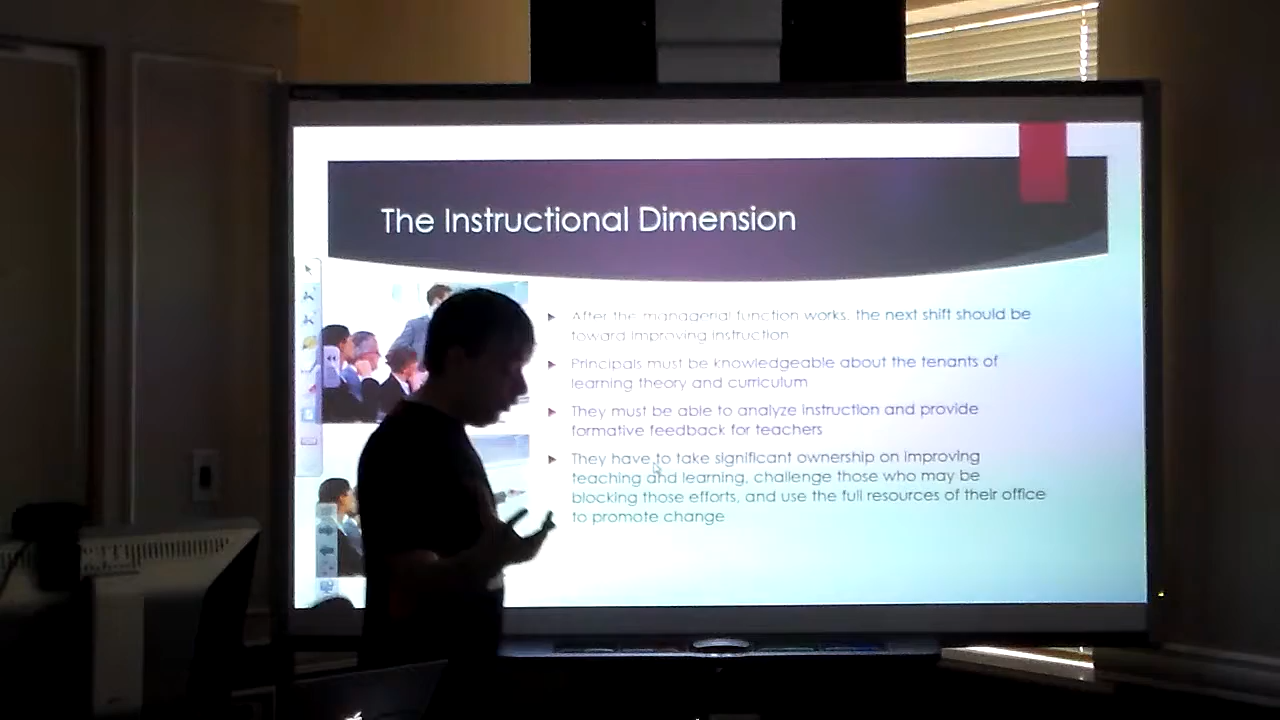 The Instructional Dimension
After the managerial function works, the next shift should be
toward improving instruction
Principals must be knowledgeable about the tenants of
learning theory and curriculum
They must be able to analyze instruction and provide
formative feedback for teachers
They have to take significant ownership on improving
teaching and learning, challenge those who may be
blocking those efforts, and use the full resources of their office
to promote change